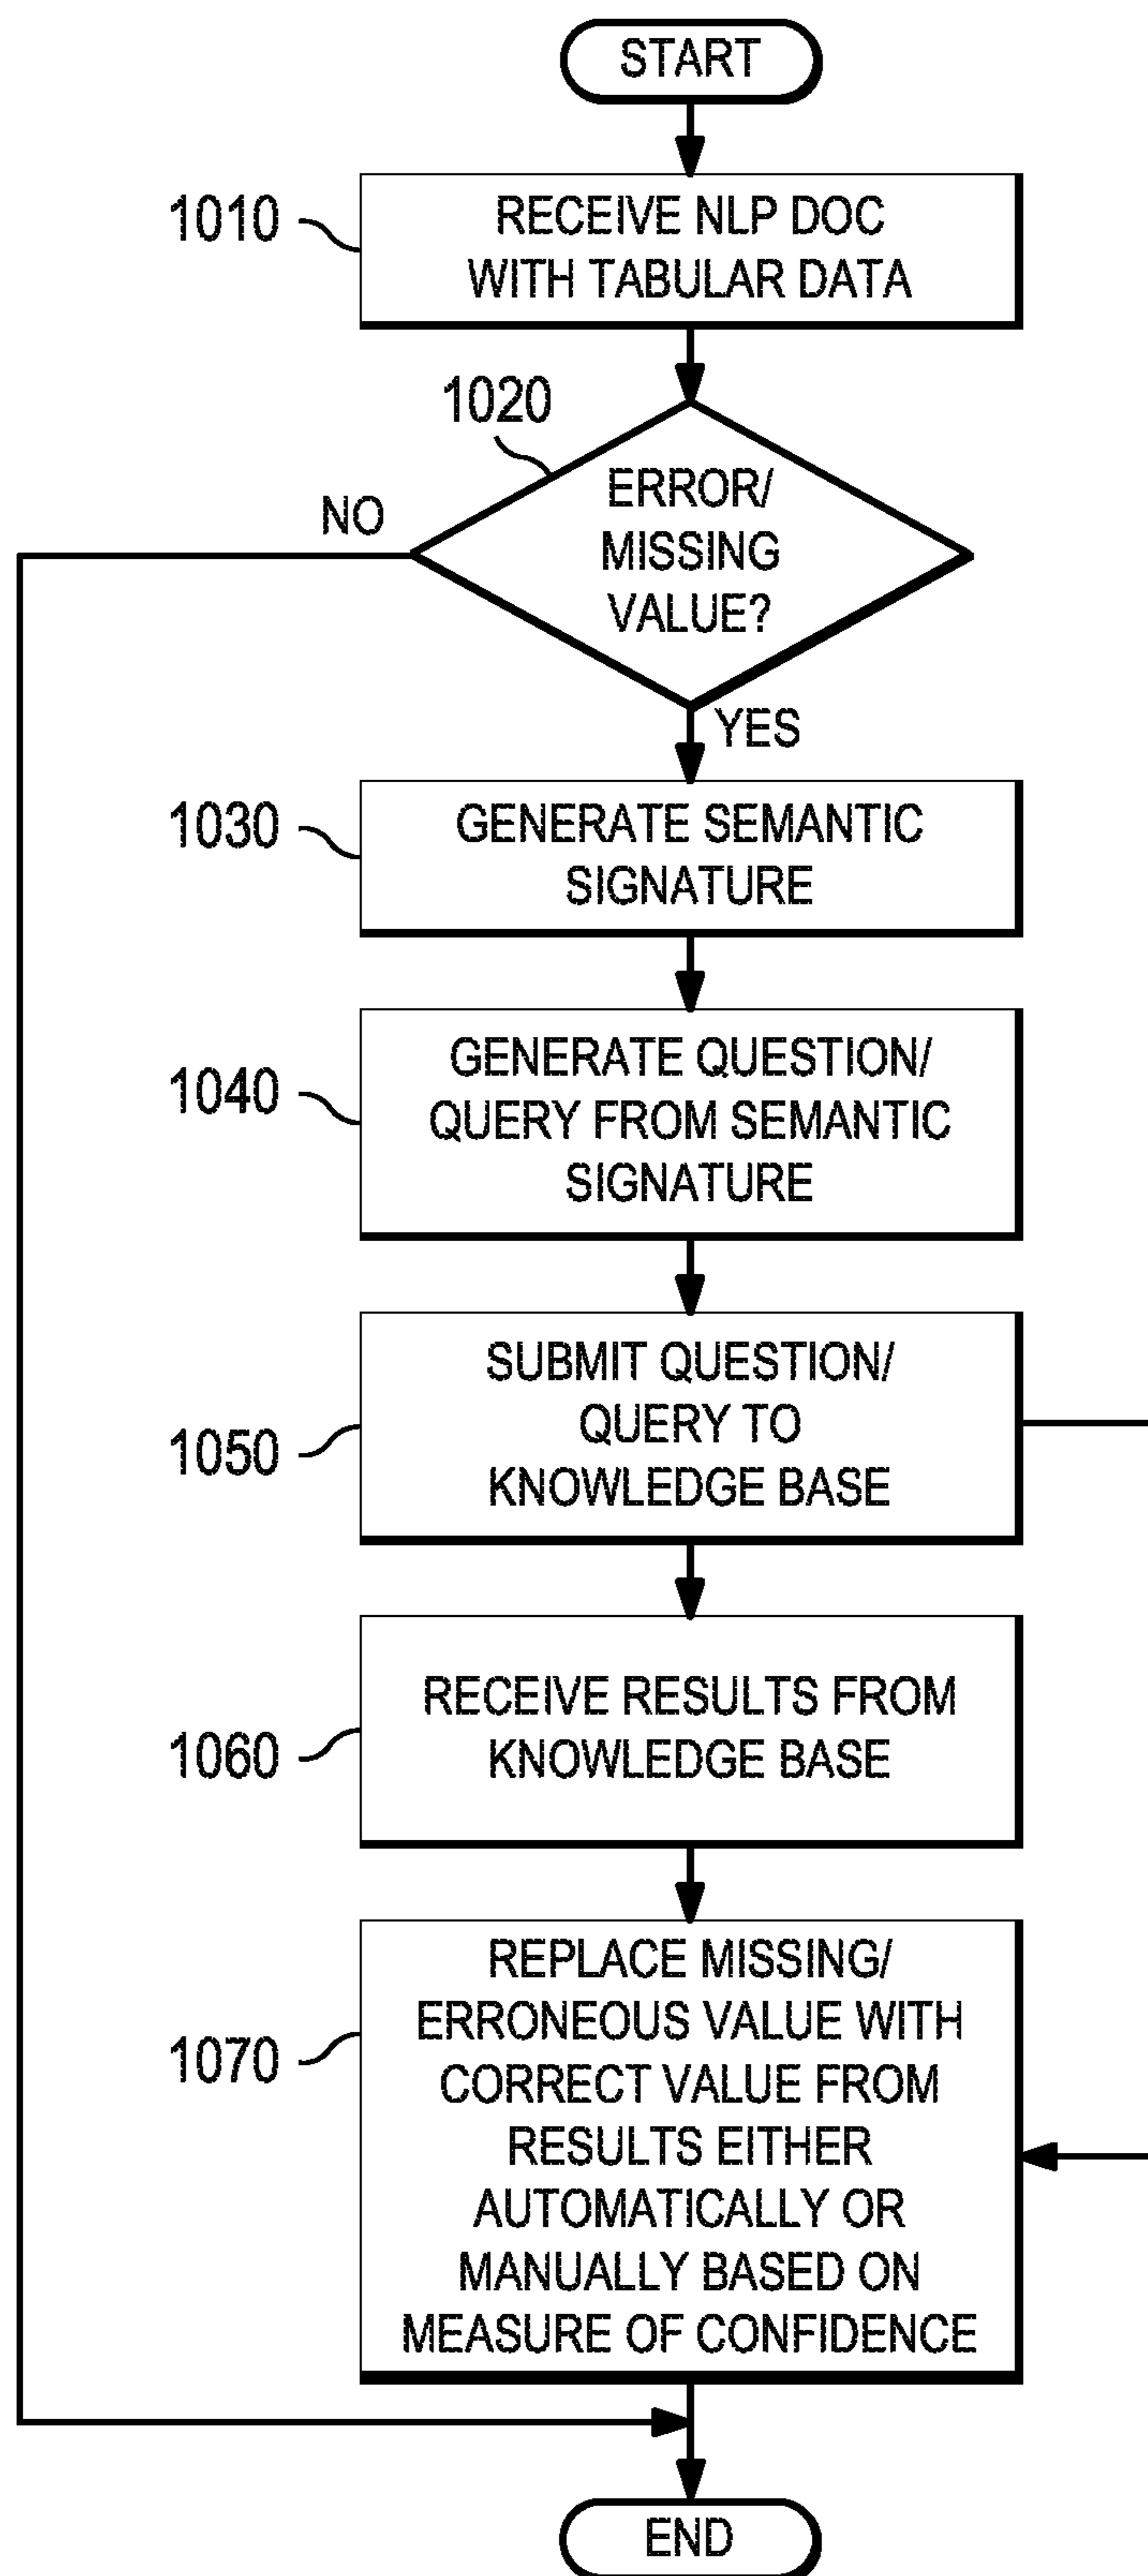 START
1010
RECEIVE NLP DOC
WITH TABULAR DATA
1020
ERROR/
MISSING
VALUE?
NO
YES
1030
GENERATE SEMANTIC
SIGNATURE
1040
GENERATE QUESTION/
QUERY FROM SEMANTIC
SIGNATURE
1050
SUBMIT QUESTION/
QUERY TO
KNOWLEDGE BASE
1060
RECEIVE RESULTS FROM
KNOWLEDGE BASE
1070
REPLACE MISSING/
ERRONEOUS VALUE WITH
CORRECT VALUE FROM
RESULTS EITHER
AUTOMATICALLY OR
MANUALLY BASED ON
MEASURE OF CONFIDENCE
END